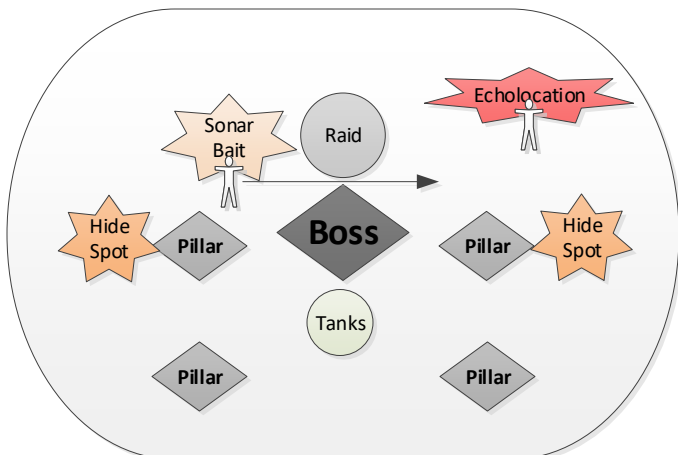 Echolocation
Sonar
Bait
Raid
Hide
Spot
Pillar
Boss
Pillar
Hide
Spot
Tanks
Pillar
Pillar